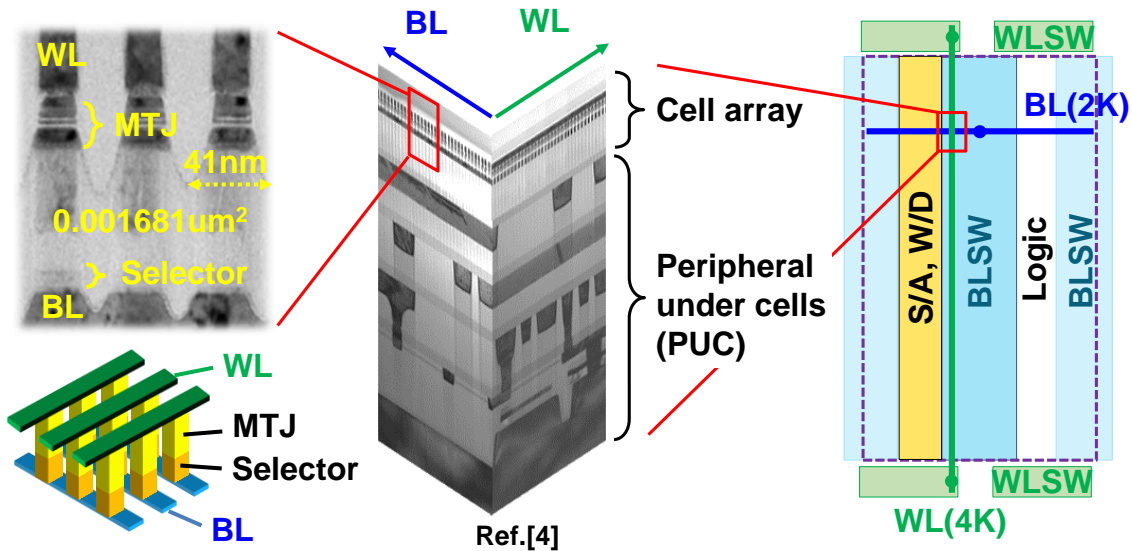 WL
MTJ
41nm
0.001681um²
Selector
BL
WL
MTJ
Selector
BL
BL
WL
Cell array
Peripheral
under cells
(PUC)
Ref.[4]
WLSW
BL(2K)
S/A, W/D
BLSW
Logic
BLSW
WLSW
WL(4K)